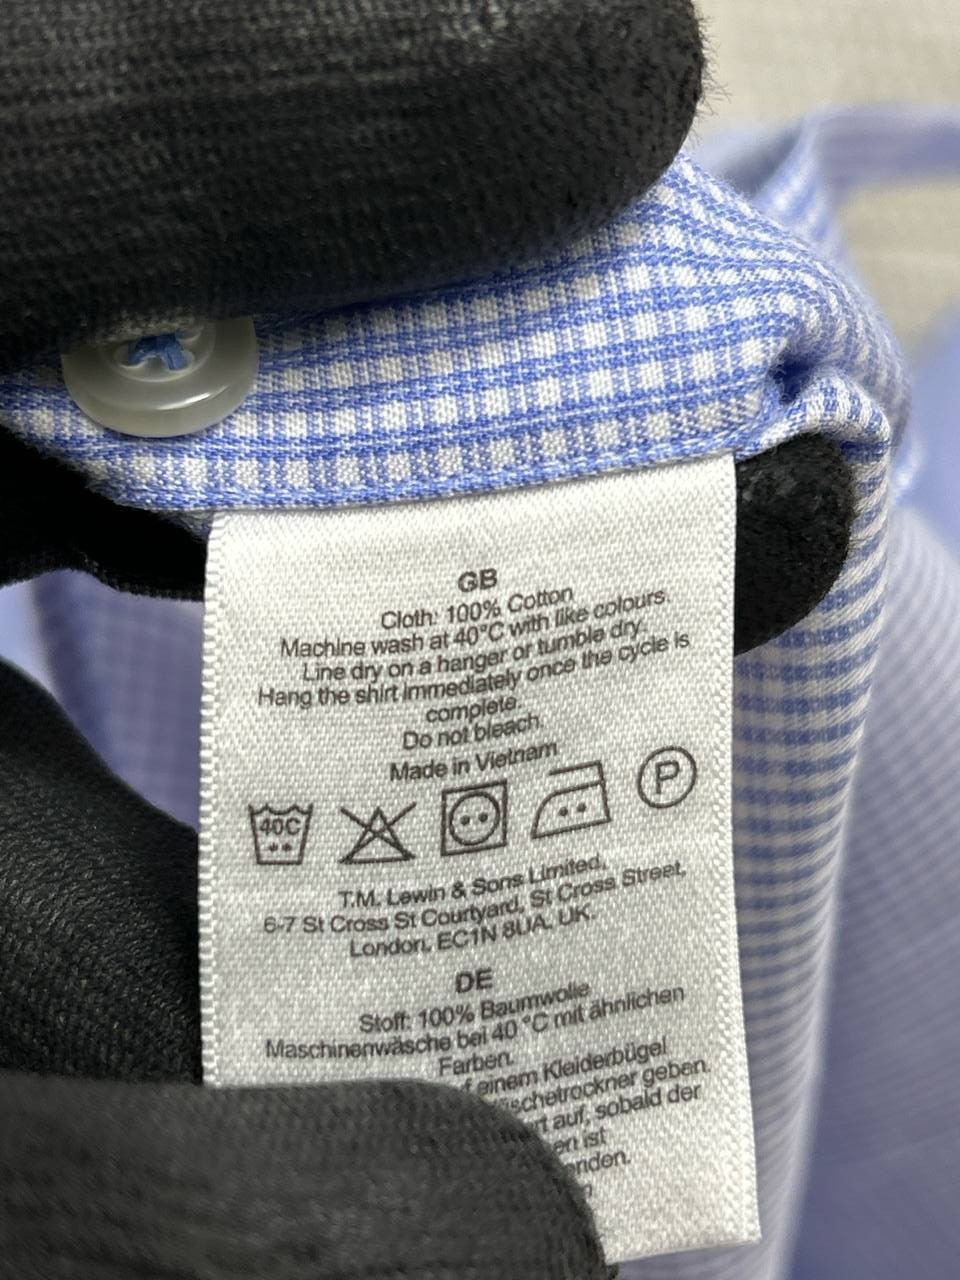 GB
Cloth: 100% Cotton
Machine wash at 40°C with like colours.
Line dry on a hanger or tumble dry.
Hang the shirt immediately once the cycle is
complete.
Do not bleach.
Made in Vietnam
40C
P
T.M. Lewin & Sons Limited,
6-7 St Cross St Courtyard, St Cross Street,
London, EC1N 8UA, UK.
DE
Stoff: 100% Baumwolle
Maschinenwäsche bei 40 °C mit ähnlichen
Farben.
einem Kleiderbügel
geben.
auf, sobald der
ist